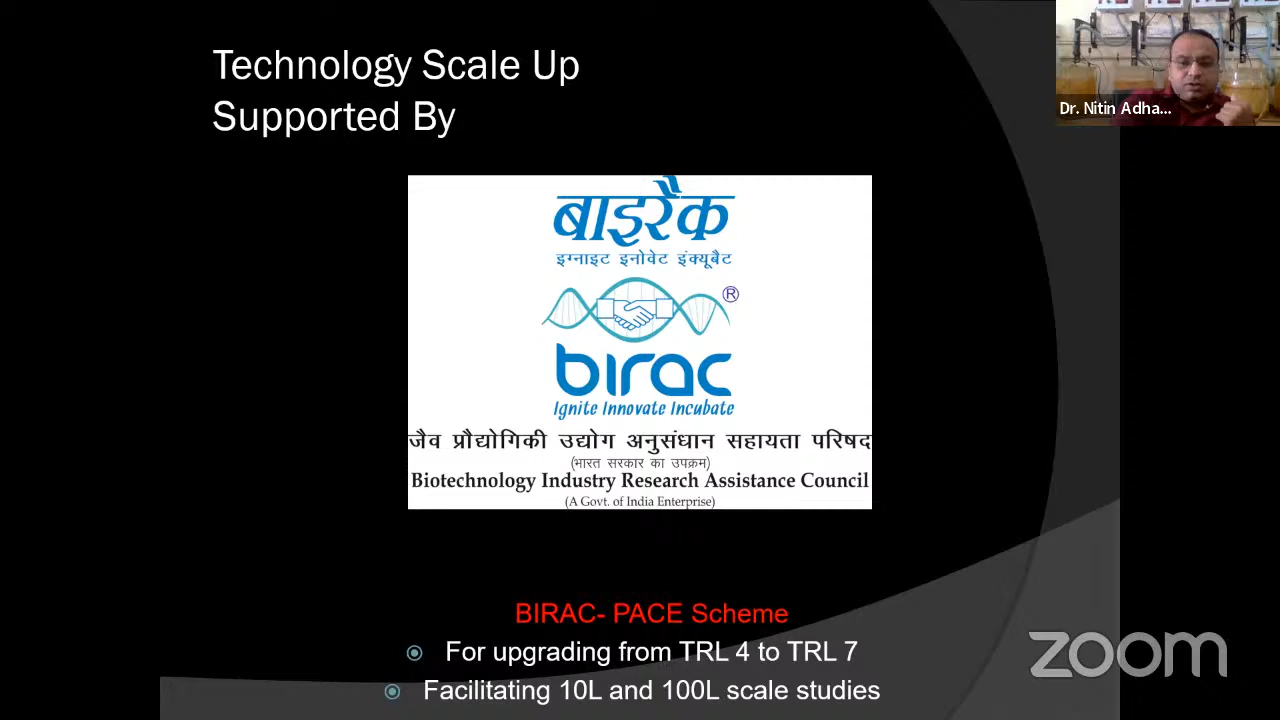 Technology Scale Up
Supported By
Dr. Nitin Adha...
बाइरैक
इग्नाइट इनोवेट इंक्यूबैट
®
birac
Ignite Innovate Incubate
जैव प्रौद्योगिकी उद्योग अनुसंधान सहायता परिषद
(भारत सरकार का उपक्रम)
Biotechnology Industry Research Assistance Council
(A Govt. of India Enterprise)
BIRAC- PACE Scheme
For upgrading from TRL 4 to TRL 7
Facilitating 10L and 100L scale studies
zoom